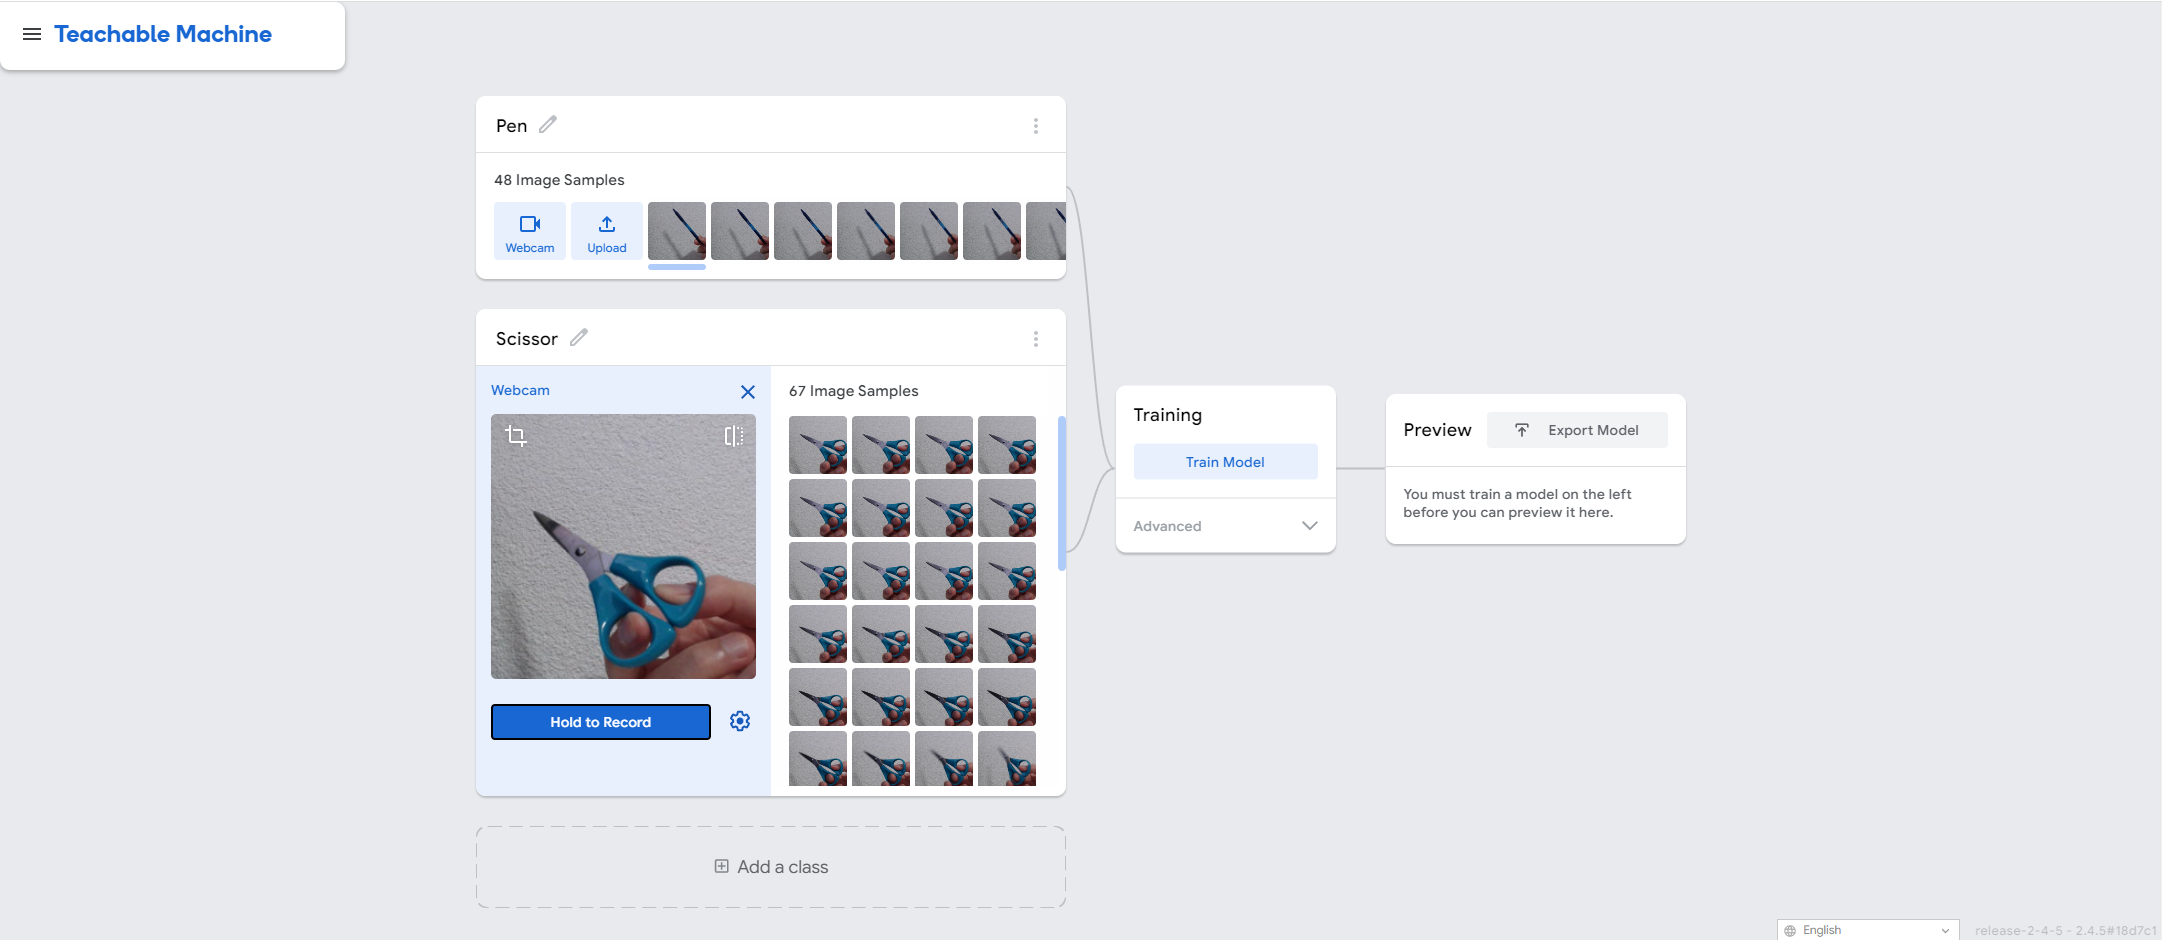 Teachable Machine
Pen
48 Image Samples
Webcam
Upload
Scissor
Webcam
67 Image Samples
Hold to Record
Add a class
Training
Train Model
Advanced
Preview
Export Model
You must train a model on the left
before you can preview it here.
English
release-2-4-5 - 2.4.5#18d7c1